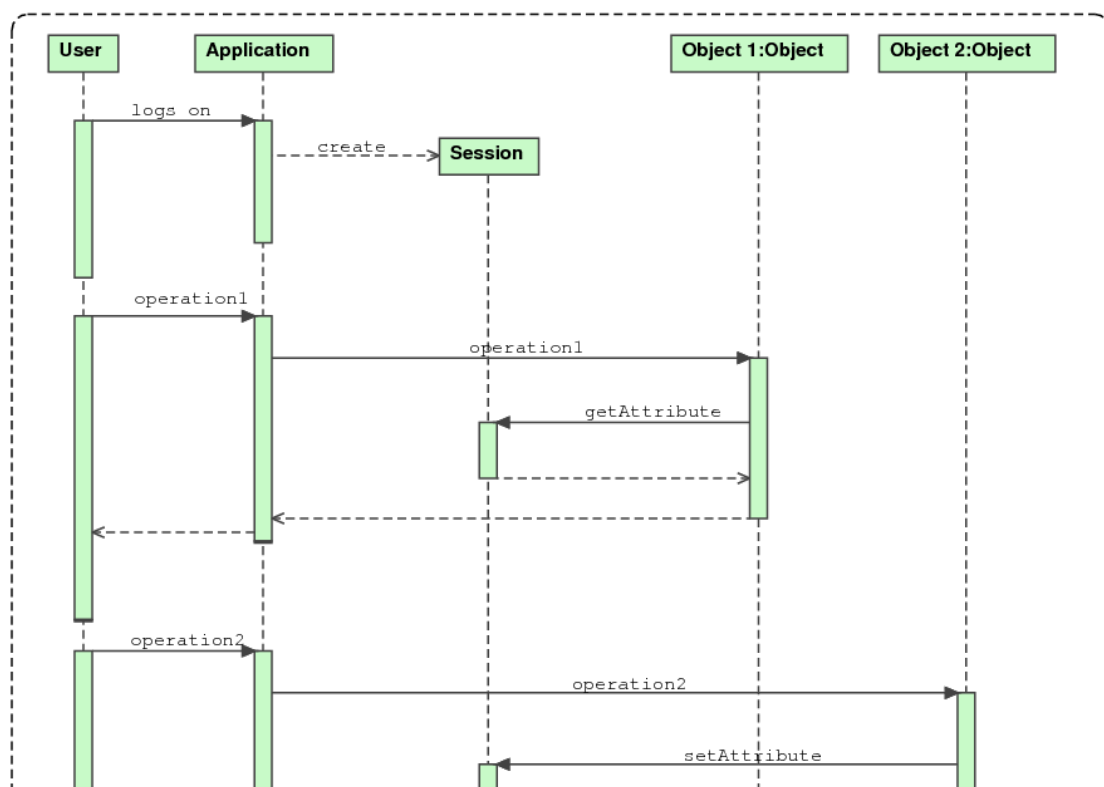 User
Application
Object 1:Object
Object 2:Object
logs on
create
Session
operation1
operation1
getAttribute
operation2
operation2
setAttribute